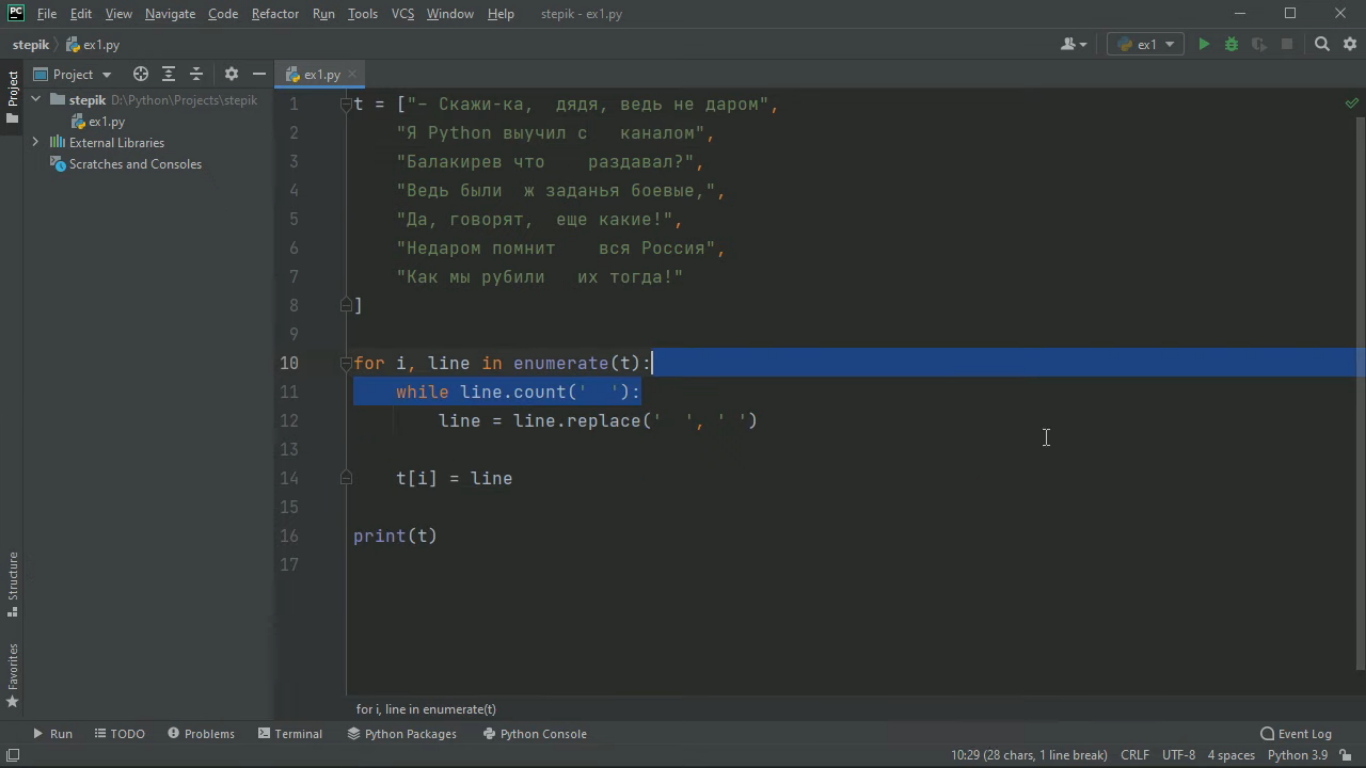 File Edit View Navigate Code Refactor Run Tools VCS Window Help stepik - ex1.py
stepik ex1.py ex1
Project ex1.py
Project
stepik D:\Python\Projects\stepik
ex1.py
External Libraries
Scratches and Consoles
1 t = ["– Скажи-ка,  дядя, ведь не даром",
2     "Я Python выучил с   каналом",
3     "Балакирев что    раздавал?",
4     "Ведь были  ж заданья боевые,",
5     "Да, говорят,  еще какие!",
6     "Недаром помнит    вся Россия",
7     "Как мы рубили   их тогда!"
8 ]
9
10 for i, line in enumerate(t):
11     while line.count('  '):
12         line = line.replace('  ', ' ')
13
14     t[i] = line
15
16 print(t)
17
Structure
Favorites
for i, line in enumerate(t)
Run TODO Problems Terminal Python Packages Python Console Event Log
10:29 (28 chars, 1 line break) CRLF UTF-8 4 spaces Python 3.9